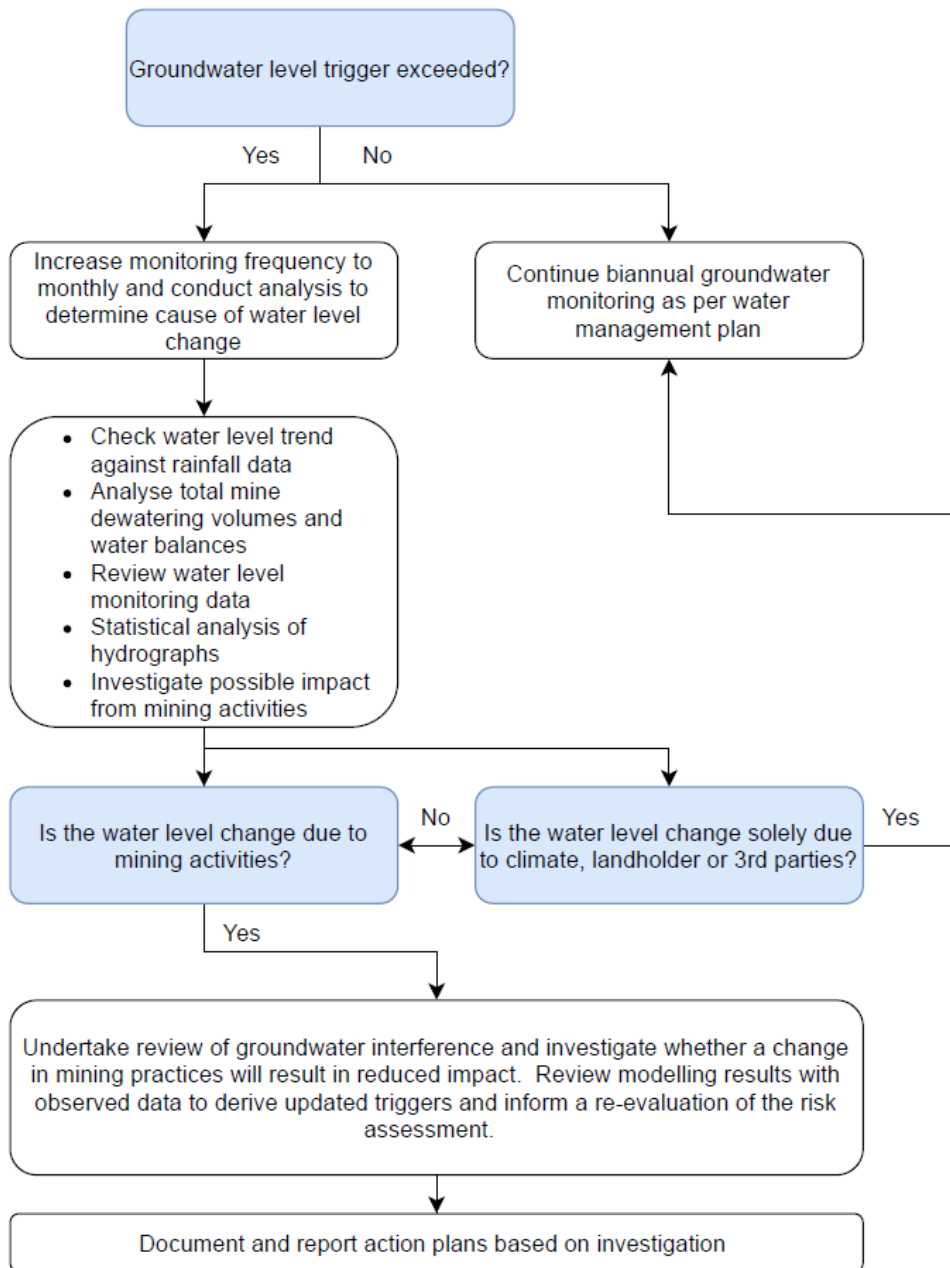 Groundwater level trigger exceeded?
Yes
No
Increase monitoring frequency to
monthly and conduct analysis to
determine cause of water level
change
Continue biannual groundwater
monitoring as per water
management plan
• Check water level trend
against rainfall data
• Analyse total mine
dewatering volumes and
water balances
• Review water level
monitoring data
• Statistical analysis of
hydrographs
• Investigate possible impact
from mining activities
Is the water level change due to
mining activities?
No
Is the water level change solely due
to climate, landholder or 3rd parties?
Yes
Yes
Undertake review of groundwater interference and investigate whether a change
in mining practices will result in reduced impact.  Review modelling results with
observed data to derive updated triggers and inform a re-evaluation of the risk
assessment.
Document and report action plans based on investigation